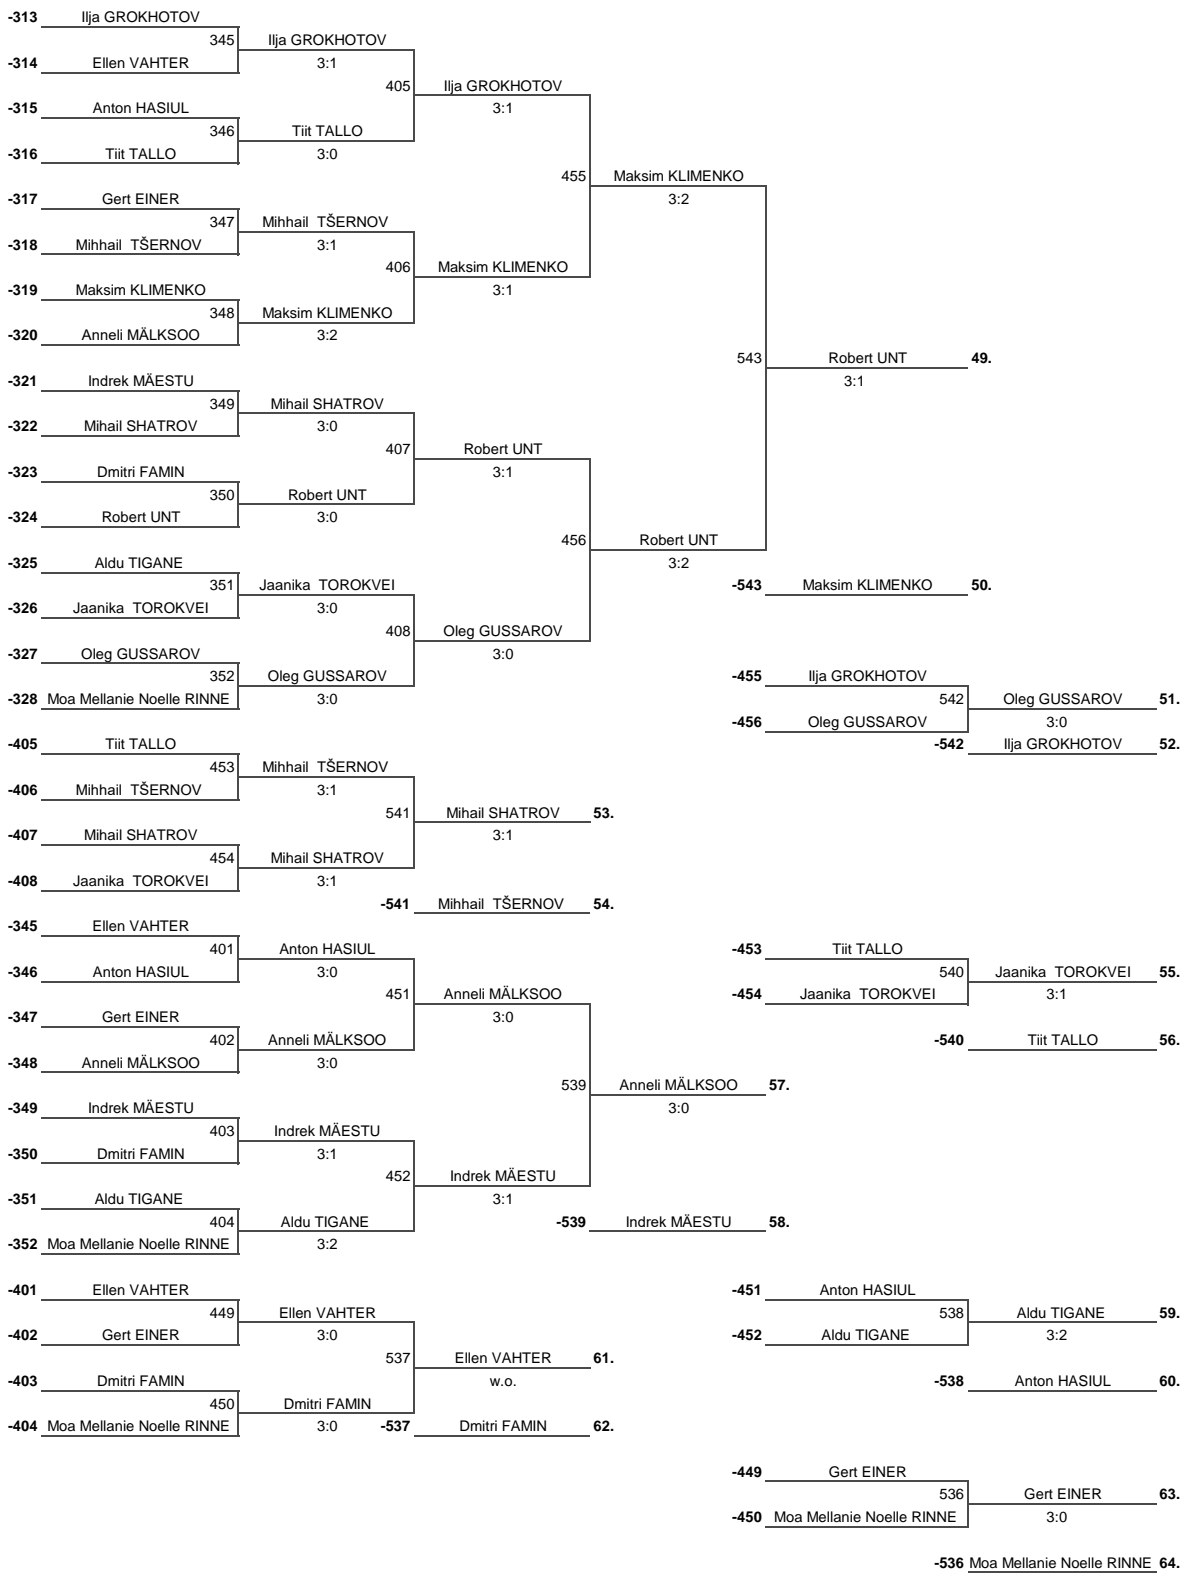 -313 Ilja GROKHOTOV
345 Ilja GROKHOTOV
-314 Ellen VAHTER 3:1
405 Ilja GROKHOTOV
-315 Anton HASIUL 3:1
346 Tiit TALLO
-316 Tiit TALLO 3:0
455 Maksim KLIMENKO
-317 Gert EINER 3:2
347 Mihhail TŠERNOV
-318 Mihhail TŠERNOV 3:1
406 Maksim KLIMENKO
-319 Maksim KLIMENKO 3:1
348 Maksim KLIMENKO
-320 Anneli MÄLKSOO 3:2
543 Robert UNT 49.
-321 Indrek MÄESTU 3:1
349 Mihail SHATROV
-322 Mihail SHATROV 3:0
407 Robert UNT
-323 Dmitri FAMIN 3:1
350 Robert UNT
-324 Robert UNT 3:0
456 Robert UNT
-325 Aldu TIGANE 3:2
351 Jaanika TOROKVEI -543 Maksim KLIMENKO 50.
-326 Jaanika TOROKVEI 3:0
408 Oleg GUSSAROV
-327 Oleg GUSSAROV 3:0
352 Oleg GUSSAROV -455 Ilja GROKHOTOV
-328 Moa Mellanie Noelle RINNE 3:0 542 Oleg GUSSAROV 51.
-456 Oleg GUSSAROV 3:0
-405 Tiit TALLO -542 Ilja GROKHOTOV 52.
453 Mihhail TŠERNOV
-406 Mihhail TŠERNOV 3:1
541 Mihail SHATROV 53.
-407 Mihail SHATROV 3:1
454 Mihail SHATROV
-408 Jaanika TOROKVEI 3:1
-541 Mihhail TŠERNOV 54.
-345 Ellen VAHTER
401 Anton HASIUL -453 Tiit TALLO
-346 Anton HASIUL 3:0 540 Jaanika TOROKVEI 55.
451 Anneli MÄLKSOO -454 Jaanika TOROKVEI 3:1
-347 Gert EINER 3:0
402 Anneli MÄLKSOO -540 Tiit TALLO 56.
-348 Anneli MÄLKSOO 3:0
539 Anneli MÄLKSOO 57.
-349 Indrek MÄESTU 3:0
403 Indrek MÄESTU
-350 Dmitri FAMIN 3:1
452 Indrek MÄESTU
-351 Aldu TIGANE 3:1
404 Aldu TIGANE -539 Indrek MÄESTU 58.
-352 Moa Mellanie Noelle RINNE 3:2
-401 Ellen VAHTER -451 Anton HASIUL
449 Ellen VAHTER 538 Aldu TIGANE 59.
-402 Gert EINER 3:0 -452 Aldu TIGANE 3:2
537 Ellen VAHTER 61.
-403 Dmitri FAMIN w.o. -538 Anton HASIUL 60.
450 Dmitri FAMIN
-404 Moa Mellanie Noelle RINNE 3:0 -537 Dmitri FAMIN 62.
-449 Gert EINER
536 Gert EINER 63.
-450 Moa Mellanie Noelle RINNE 3:0
-536 Moa Mellanie Noelle RINNE 64.